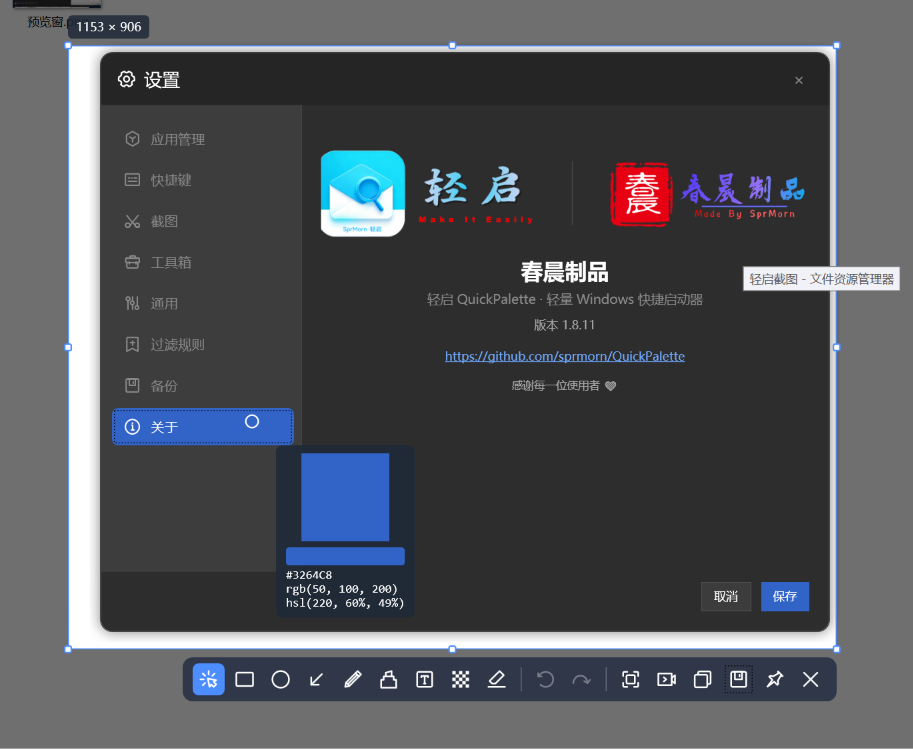 预览窗.p
1153 × 906
设置
应用管理
快捷键
截图
工具箱
通用
过滤规则
备份
关于
SprMorn 轻启
轻启
Make It Easily
春晨
春晨制品
Made By SprMorn
春晨制品
轻启 QuickPalette · 轻量 Windows 快捷启动器
版本 1.8.11
https://github.com/sprmorn/QuickPalette
感谢每一位使用者
轻启截图 - 文件资源管理器
#3264C8
rgb(50, 100, 200)
hsl(220, 60%, 49%)
取消
保存